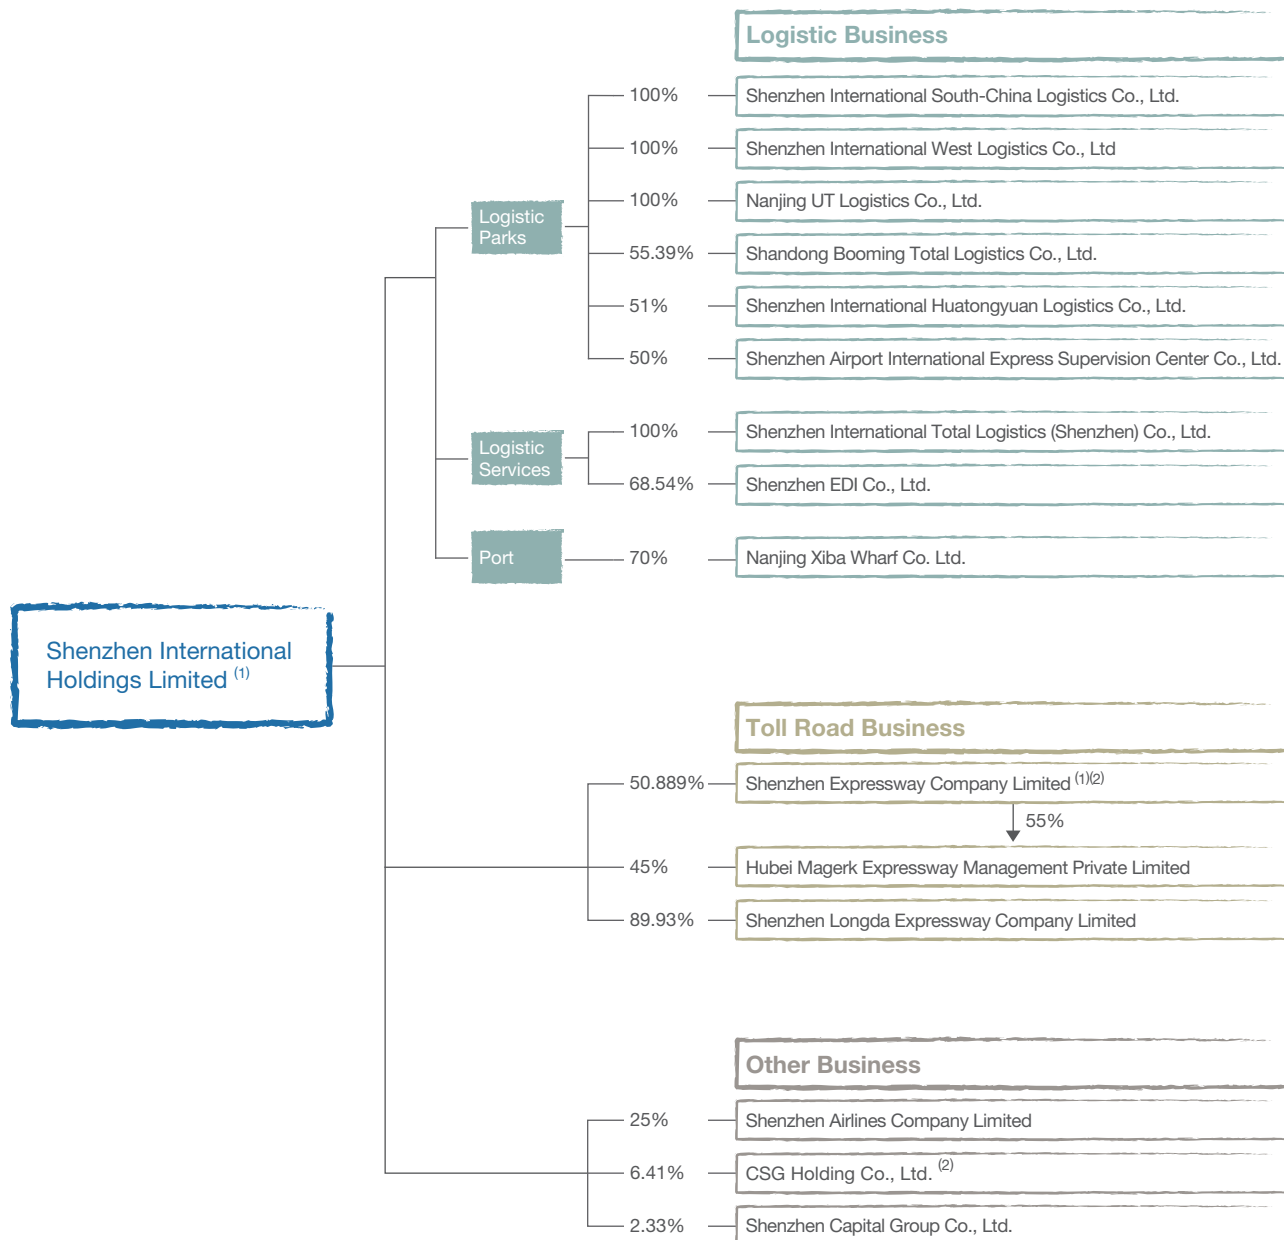 Logistic Business
100%
Shenzhen International South-China Logistics Co., Ltd.
100%
Shenzhen International West Logistics Co., Ltd
Logistic
Parks
100%
Nanjing UT Logistics Co., Ltd.
55.39%
Shandong Booming Total Logistics Co., Ltd.
51%
Shenzhen International Huatongyuan Logistics Co., Ltd.
50%
Shenzhen Airport International Express Supervision Center Co., Ltd.
Logistic
Services
100%
Shenzhen International Total Logistics (Shenzhen) Co., Ltd.
68.54%
Shenzhen EDI Co., Ltd.
Port
70%
Nanjing Xiba Wharf Co. Ltd.
Shenzhen International
Holdings Limited (1)
Toll Road Business
50.889%
Shenzhen Expressway Company Limited (1)(2)
55%
45%
Hubei Magerk Expressway Management Private Limited
89.93%
Shenzhen Longda Expressway Company Limited
Other Business
25%
Shenzhen Airlines Company Limited
6.41%
CSG Holding Co., Ltd. (2)
2.33%
Shenzhen Capital Group Co., Ltd.